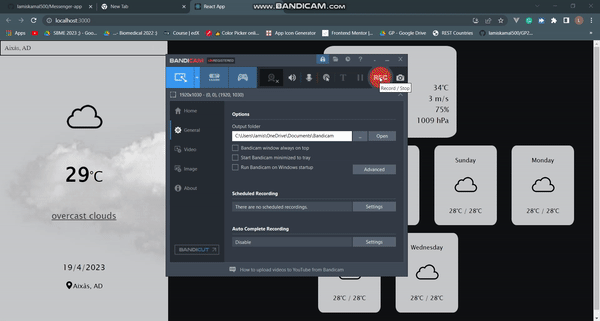 lamiskamal500/Messenger-app
New Tab
React App
www.BANDICAM.com
localhost:3000
SBME 2023 - Google
Course | edX
Color Picker onlin...
App Icon Generator
Frontend Mentor |...
GP - Google Drive
REST Countries
lamiskamal500/GP2...
Aixàs, AD
BANDICAM UNREGISTERED
REC
Record / Stop
1920x1030 - (0, 0), (1920, 1030)
Home
General
Video
Image
About
BANDICUT
Options
Output folder
C:\Users\lamis\OneDrive\Documents\Bandicam
...
Open
Bandicam window always on top
Start Bandicam minimized to tray
Run Bandicam on Windows startup
Advanced
Scheduled Recording
There are no scheduled recordings.
Settings
Auto Complete Recording
Disable
Settings
How to upload videos to YouTube from Bandicam
29°C
overcast clouds
19/4/2023
Aixàs, AD
34°C
3 m/s
75%
1009 hPa
Sunday
28°C / 28°C
Monday
28°C / 28°C
28°C / 28°C
Wednesday
28°C / 28°C